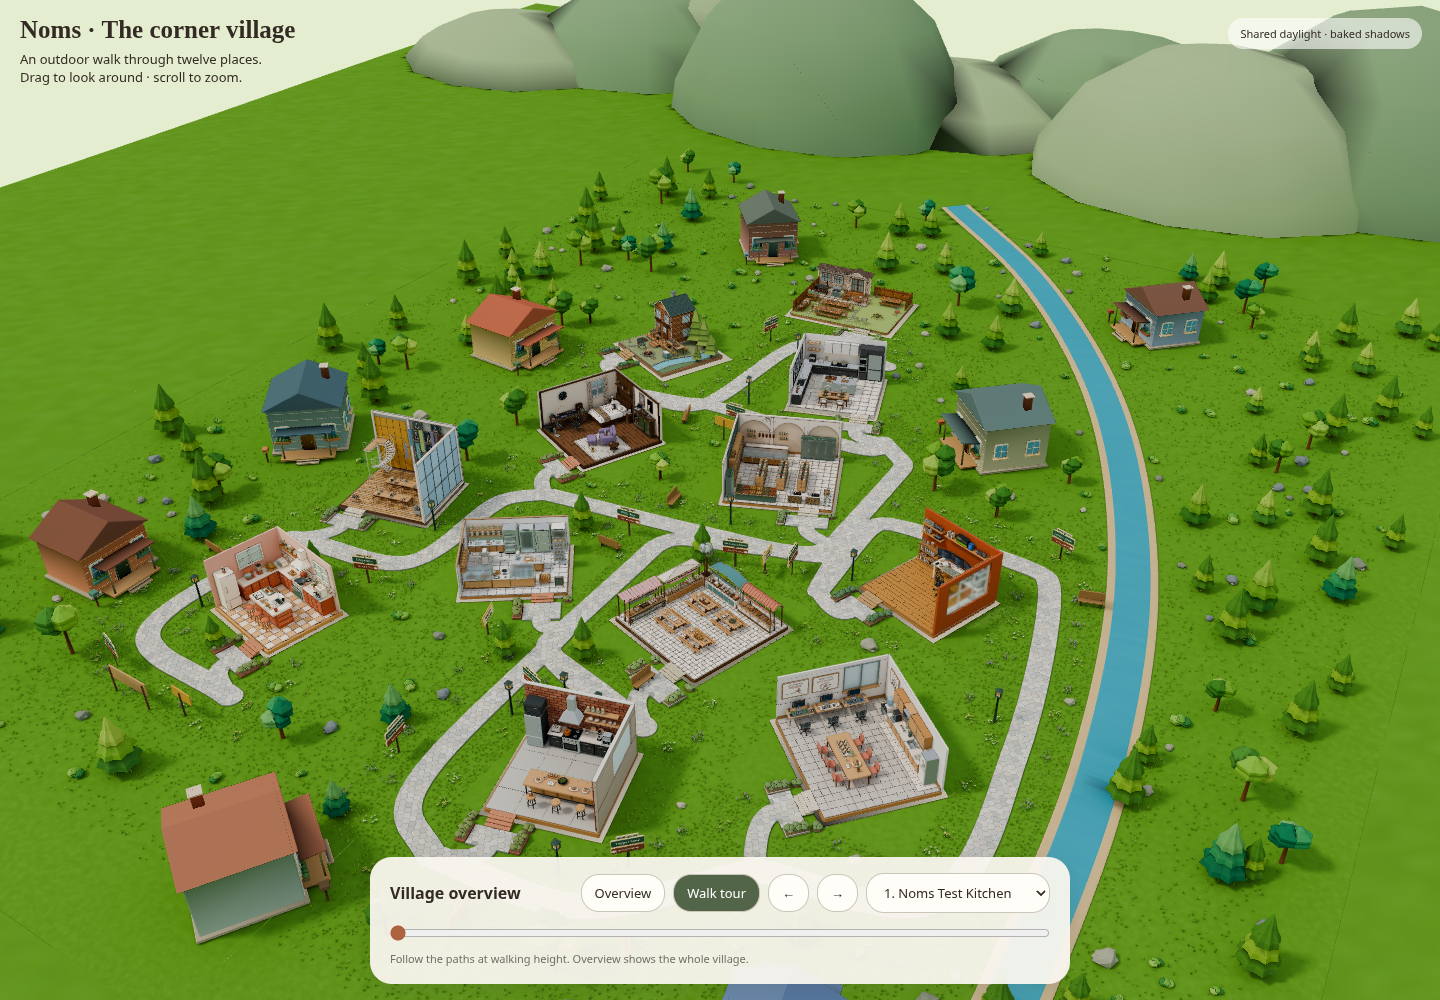 Noms · The corner village
An outdoor walk through twelve places.
Drag to look around · scroll to zoom.
Shared daylight · baked shadows
Village overview
Overview
Walk tour
←
→
1. Noms Test Kitchen
Follow the paths at walking height. Overview shows the whole village.